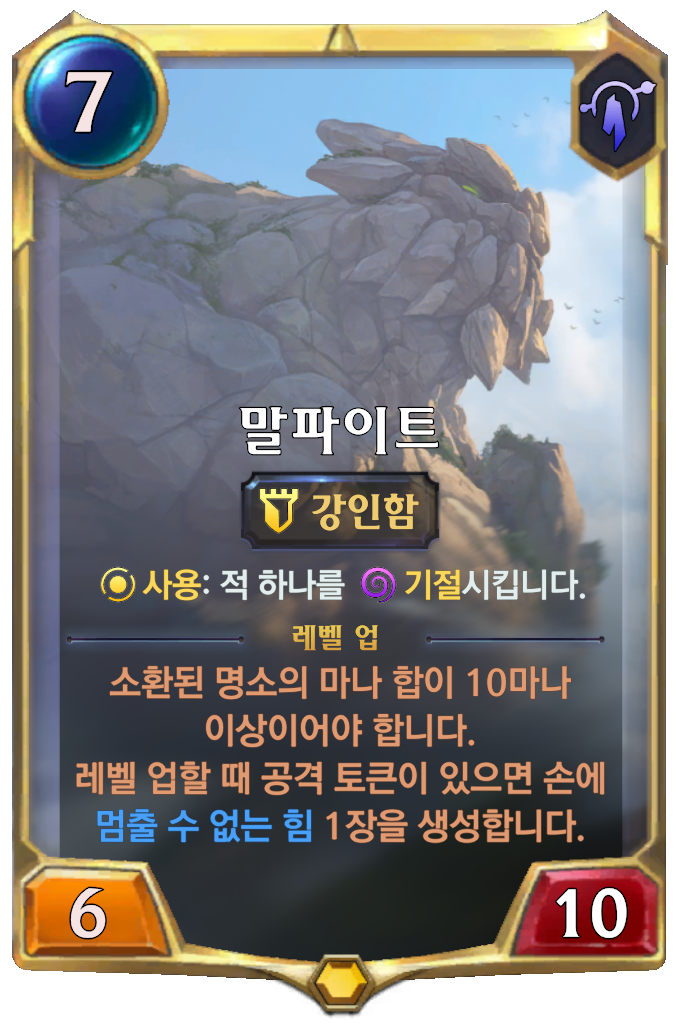 7
말파이트
강인함
사용: 적 하나를 기절시킵니다.
레벨 업
소환된 명소의 마나 합이 10마나
이상이어야 합니다.
레벨 업할 때 공격 토큰이 있으면 손에
멈출 수 없는 힘 1장을 생성합니다.
6
10